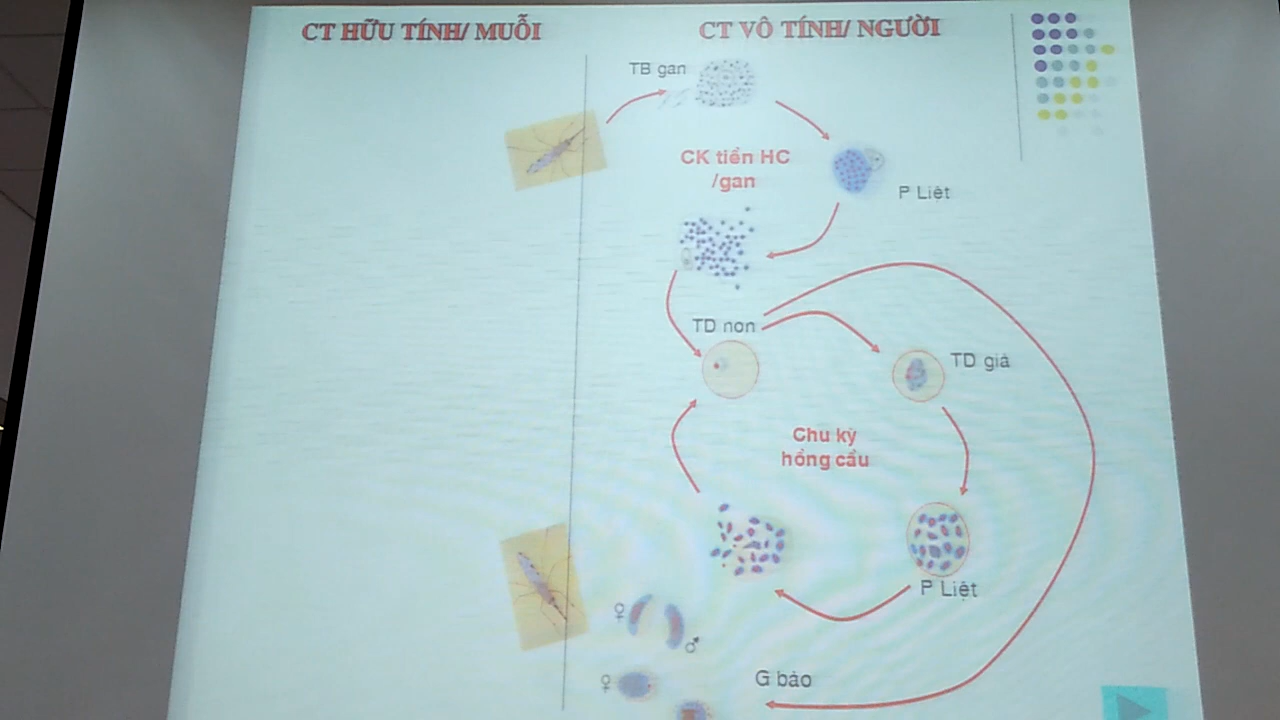 CT HỮU TÍNH/ MUỖI
CT VÔ TÍNH/ NGƯỜI
TB gan
CK tiền HC
/gan
P Liệt
TD non
TD già
Chu kỳ
hồng cầu
P Liệt
♀
♂
♀
G bào